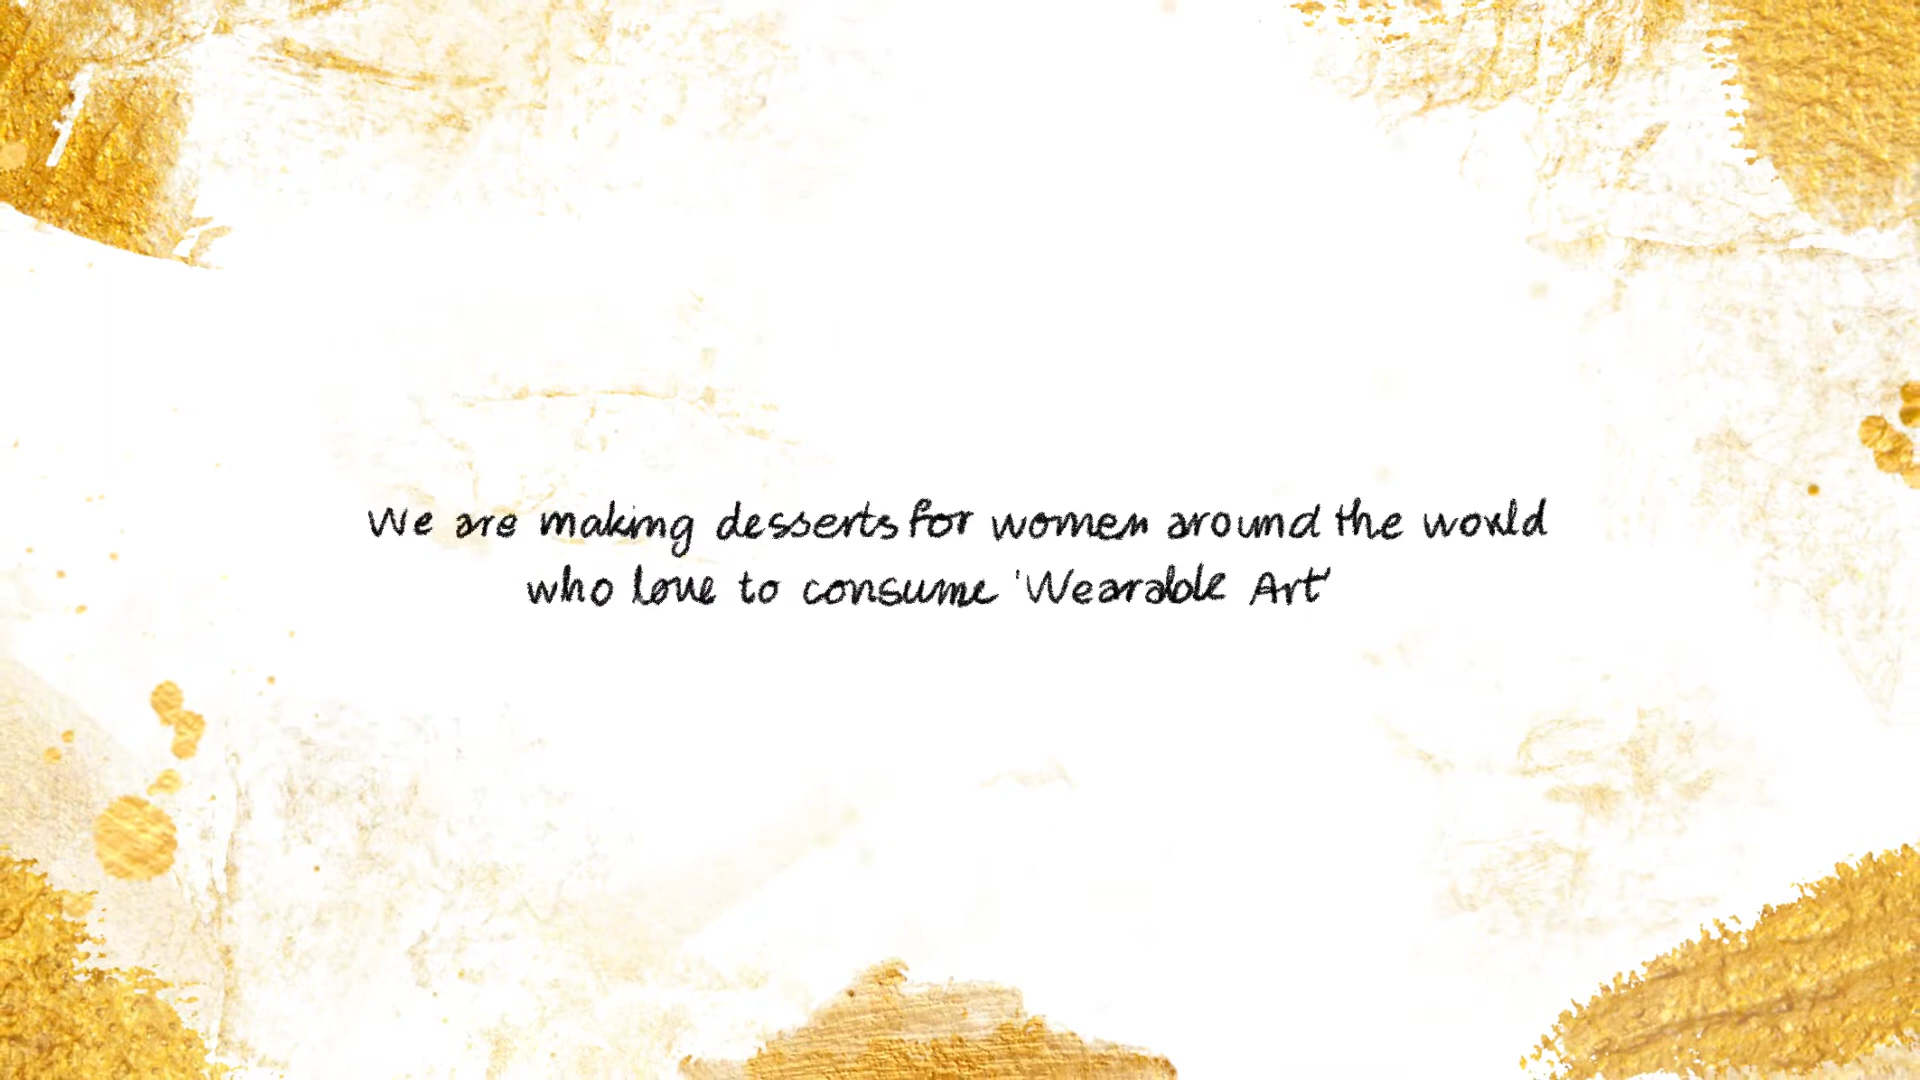 We are making desserts for women around the world
who love to consume 'Wearable Art'